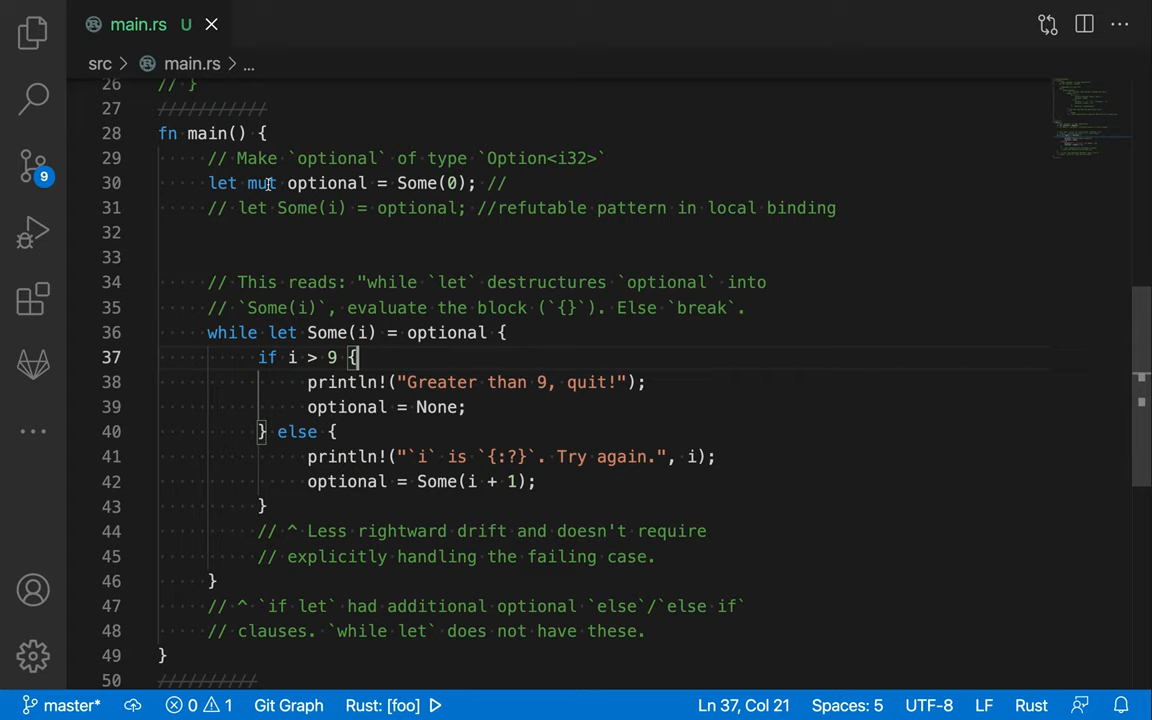 main.rs U
src > main.rs > ...
26 // }
27 ///////////
28 fn main() {
29 // Make `optional` of type `Option<i32>`
30 let mut optional = Some(0); //
31 // let Some(i) = optional; //refutable pattern in local binding
32
33
34 // This reads: "while `let` destructures `optional` into
35 // `Some(i)`, evaluate the block (`{}`). Else `break`.
36 while let Some(i) = optional {
37 if i > 9 {
38 println!("Greater than 9, quit!");
39 optional = None;
40 } else {
41 println!("`i` is `{:?}`. Try again.", i);
42 optional = Some(i + 1);
43 }
44 // ^ Less rightward drift and doesn't require
45 // explicitly handling the failing case.
46 }
47 // ^ `if let` had additional optional `else`/`else if`
48 // clauses. `while let` does not have these.
49 }
50 //////////
9
master* 0 1 Git Graph Rust: [foo] Ln 37, Col 21 Spaces: 5 UTF-8 LF Rust